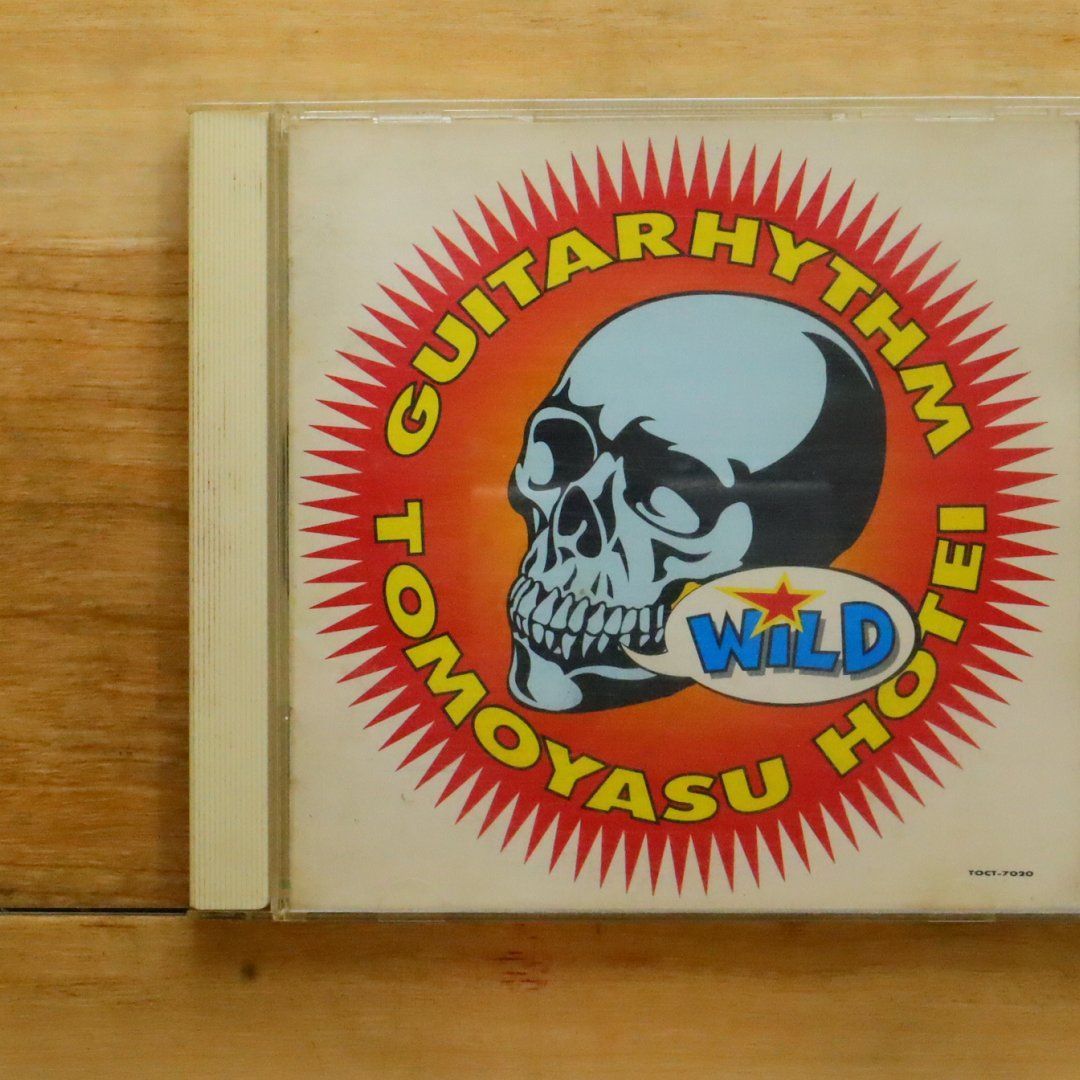 GUITARHYTHM
WiLD
TOMOYASU HOTEI
TOCT-7020